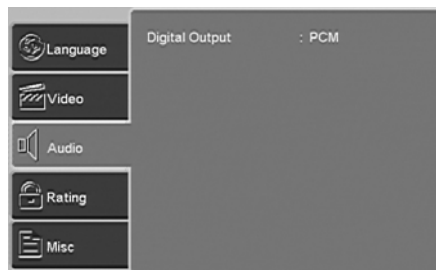 Language
Digital Output : PCM
Video
Audio
Rating
Misc